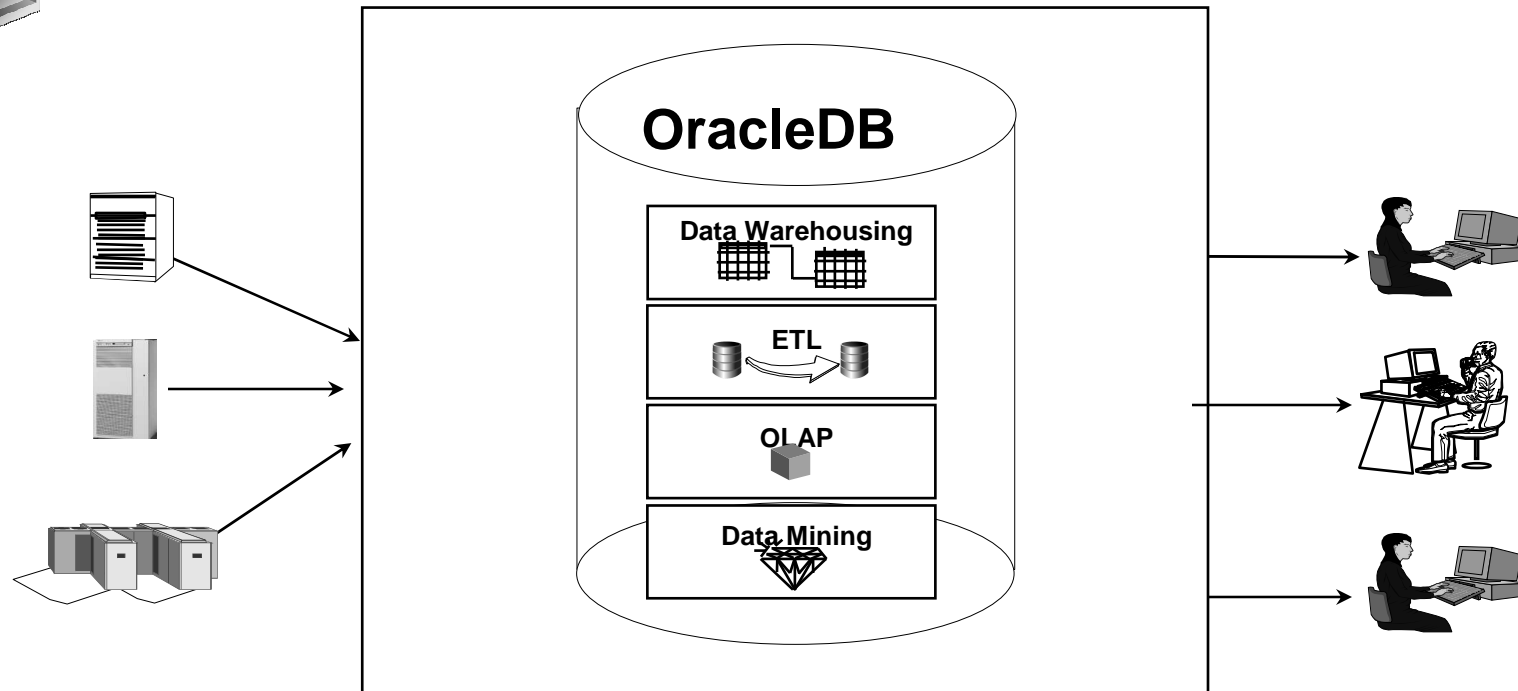 OracleDB
Data Warehousing
ETL
OLAP
Data Mining